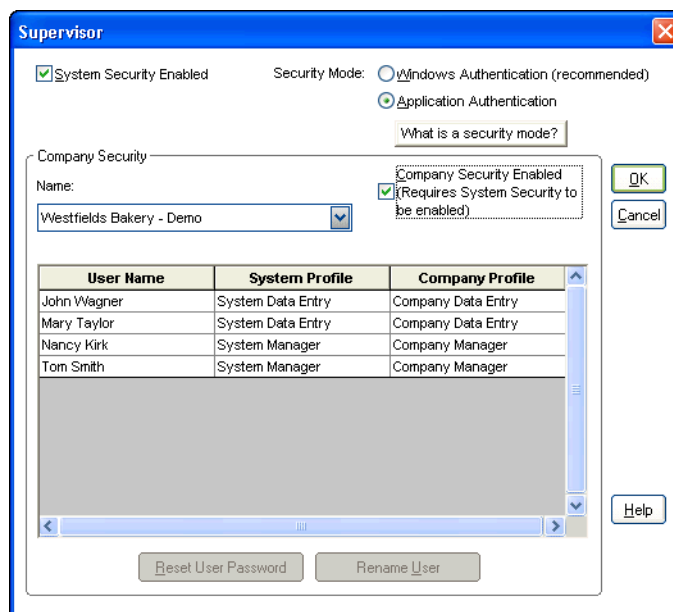 Supervisor
System Security Enabled
Security Mode:
Windows Authentication (recommended)
Application Authentication
What is a security mode?
Company Security
Name:
Westfields Bakery - Demo
Company Security Enabled
(Requires System Security to
be enabled)
OK
Cancel
User Name System Profile Company Profile
John Wagner System Data Entry Company Data Entry
Mary Taylor System Data Entry Company Data Entry
Nancy Kirk System Manager Company Manager
Tom Smith System Manager Company Manager
Help
Reset User Password
Rename User